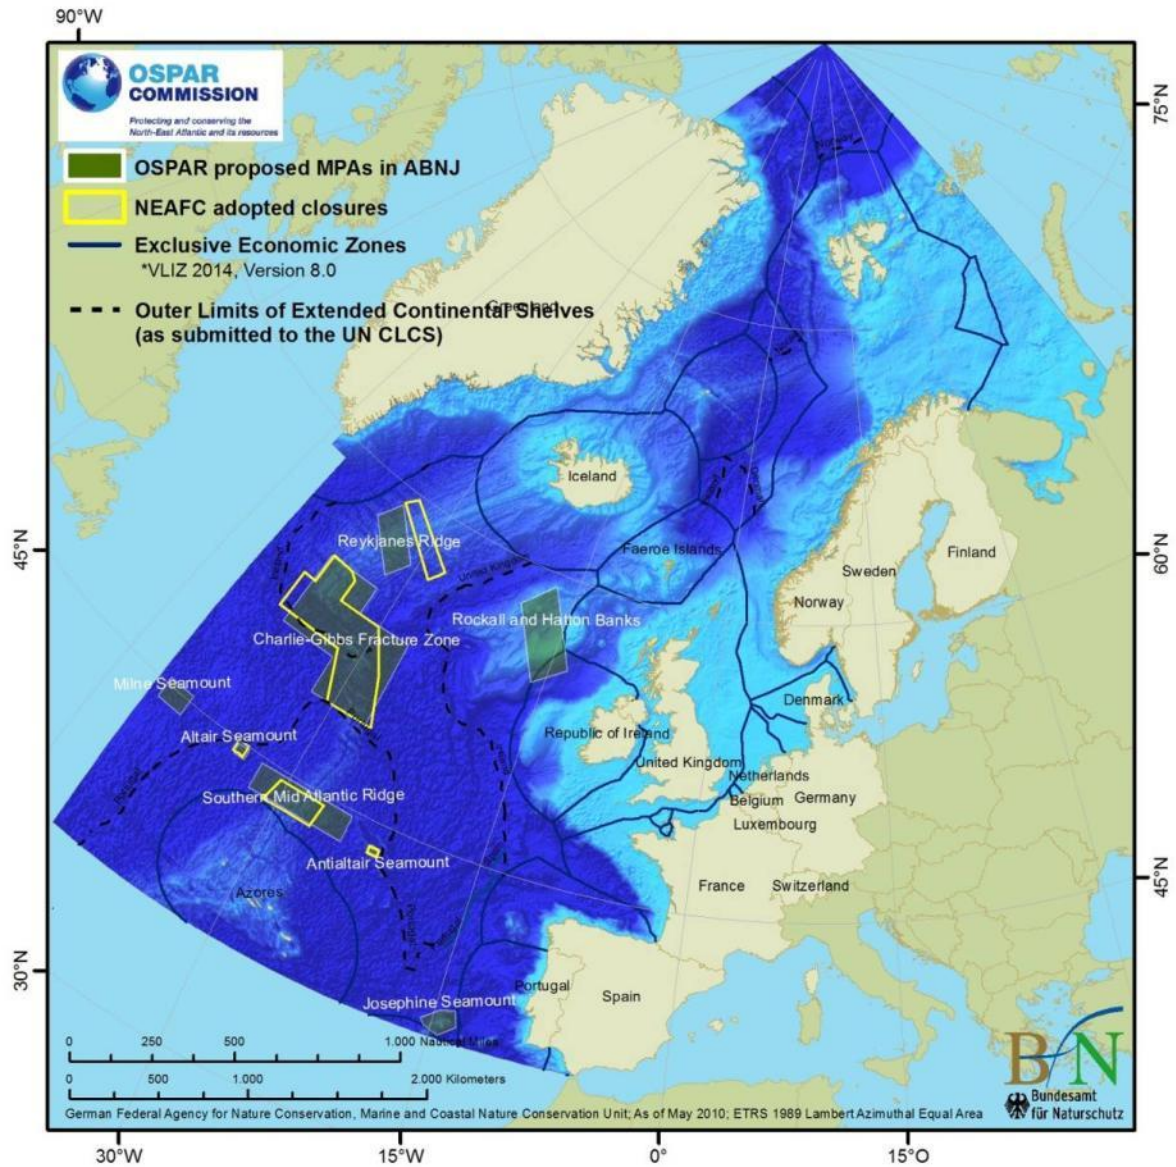 90°W
OSPAR
COMMISSION
Protecting and conserving the
North-East Atlantic and its resources
OSPAR proposed MPAs in ABNJ
NEAFC adopted closures
Exclusive Economic Zones
*VLIZ 2014, Version 8.0
Outer Limits of Extended Continental Shelves
(as submitted to the UN CLCS)
75°N
Norway
Greenland
Iceland
45°N
60°N
Reykjanes Ridge
Faeroe Islands
Finland
Sweden
United Kingdom
Norway
Rockall and Hatton Banks
Charlie-Gibbs Fracture Zone
Milne Seamount
Denmark
Altair Seamount
Republic of Ireland
United Kingdom
Netherlands
Portugal
Southern Mid Atlantic Ridge
Belgium
Germany
Luxembourg
Antialtair Seamount
45°N
France
Switzerland
Azores
Portugal
Portugal
30°N
Portugal
Spain
Josephine Seamount
0 250 500 1.000 Nautical Miles
0 500 1.000 2.000 Kilometers
BfN
Bundesamt
für Naturschutz
German Federal Agency for Nature Conservation, Marine and Coastal Nature Conservation Unit; As of May 2010; ETRS 1989 Lambert Azimuthal Equal Area
30°W
15°W
0°
15°O